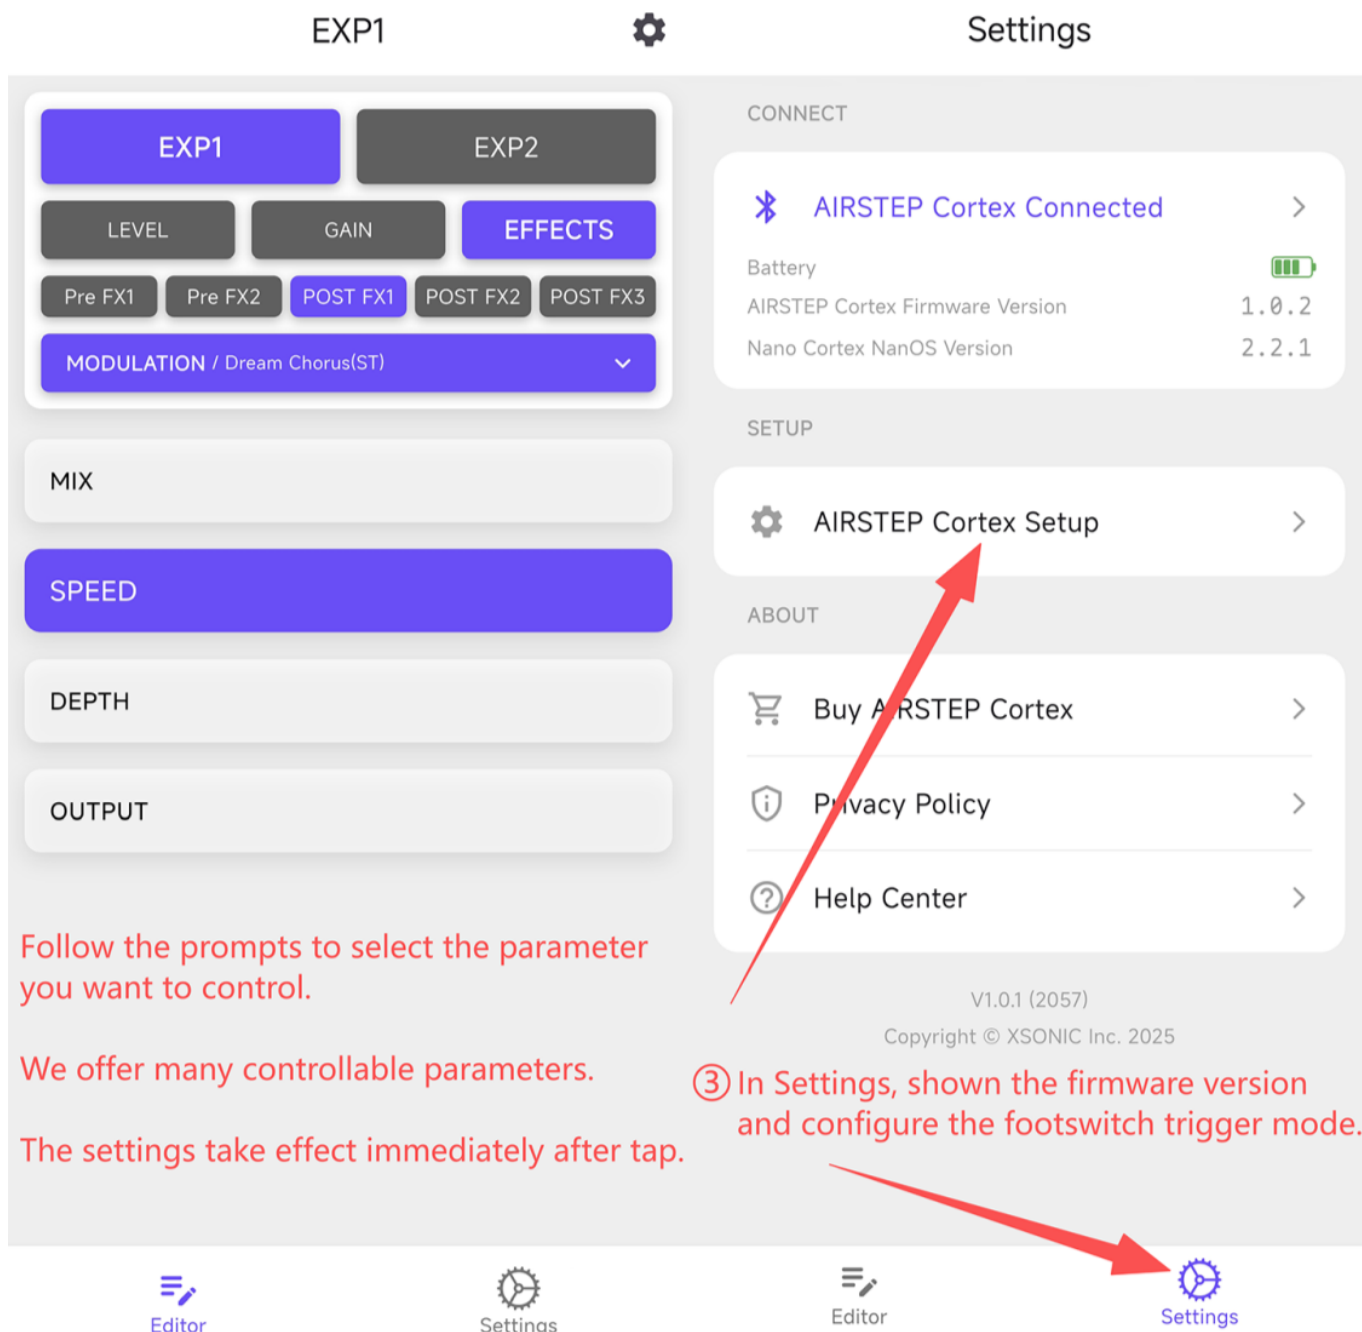 EXP1
EXP1
EXP2
LEVEL
GAIN
EFFECTS
Pre FX1
Pre FX2
POST FX1
POST FX2
POST FX3
MODULATION / Dream Chorus(ST)
MIX
SPEED
DEPTH
OUTPUT
Follow the prompts to select the parameter
you want to control.
We offer many controllable parameters.
The settings take effect immediately after tap.
Editor
Settings
Settings
CONNECT
AIRSTEP Cortex Connected
Battery
AIRSTEP Cortex Firmware Version 1.0.2
Nano Cortex NanOS Version 2.2.1
SETUP
AIRSTEP Cortex Setup
ABOUT
Buy AIRSTEP Cortex
Privacy Policy
Help Center
V1.0.1 (2057)
Copyright © XSONIC Inc. 2025
③ In Settings, shown the firmware version
and configure the footswitch trigger mode.
Editor
Settings